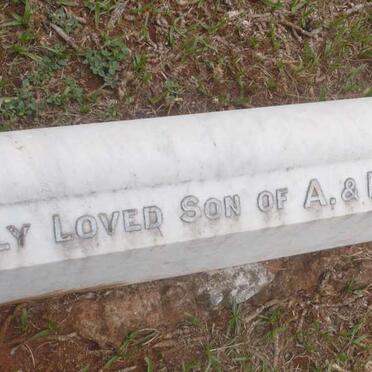 LY LOVED SON OF A. &